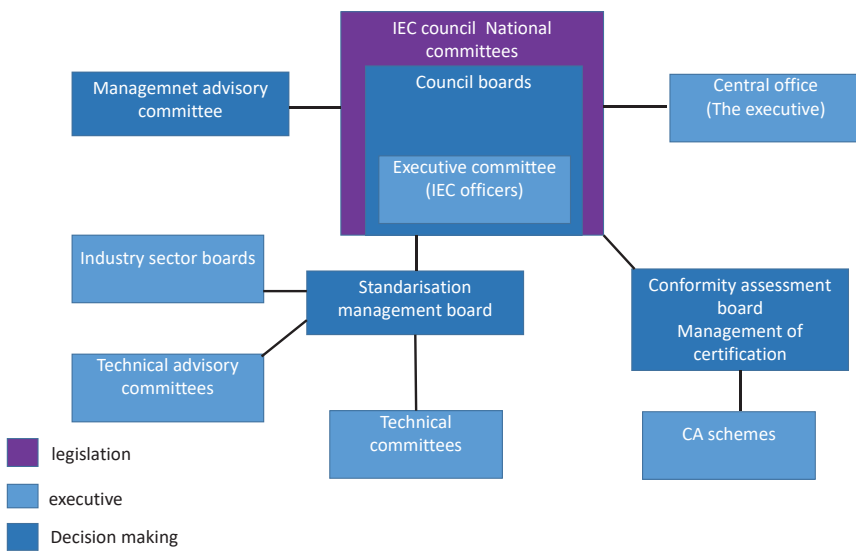 IEC council  National
committees
Council boards
Managemnet advisory
committee
Central office
(The executive)
Executive committee
(IEC officers)
Industry sector boards
Standarisation
management board
Conformity assessment
board
Management of
certification
Technical advisory
committees
Technical
committees
CA schemes
legislation
executive
Decision making